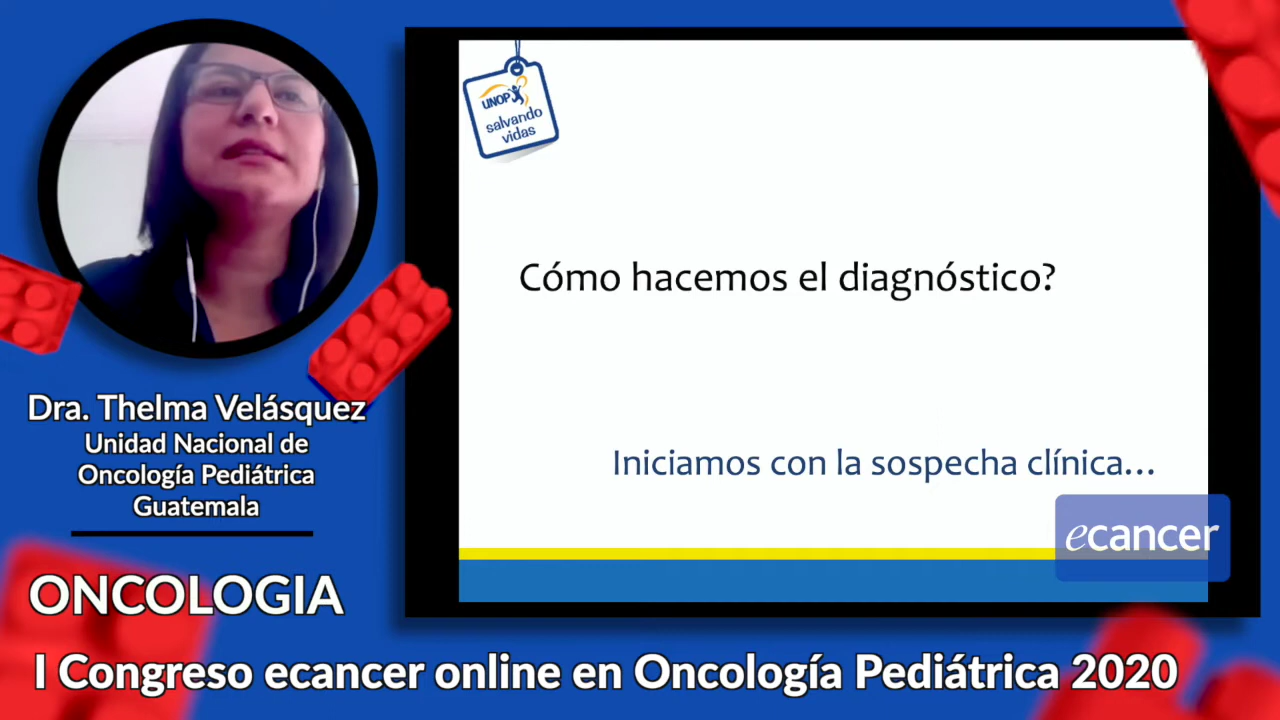 UNOP
salvando
vidas
Cómo hacemos el diagnóstico?
Iniciamos con la sospecha clínica...
ecancer
Dra. Thelma Velásquez
Unidad Nacional de
Oncología Pediátrica
Guatemala
ONCOLOGIA
I Congreso ecancer online en Oncología Pediátrica 2020